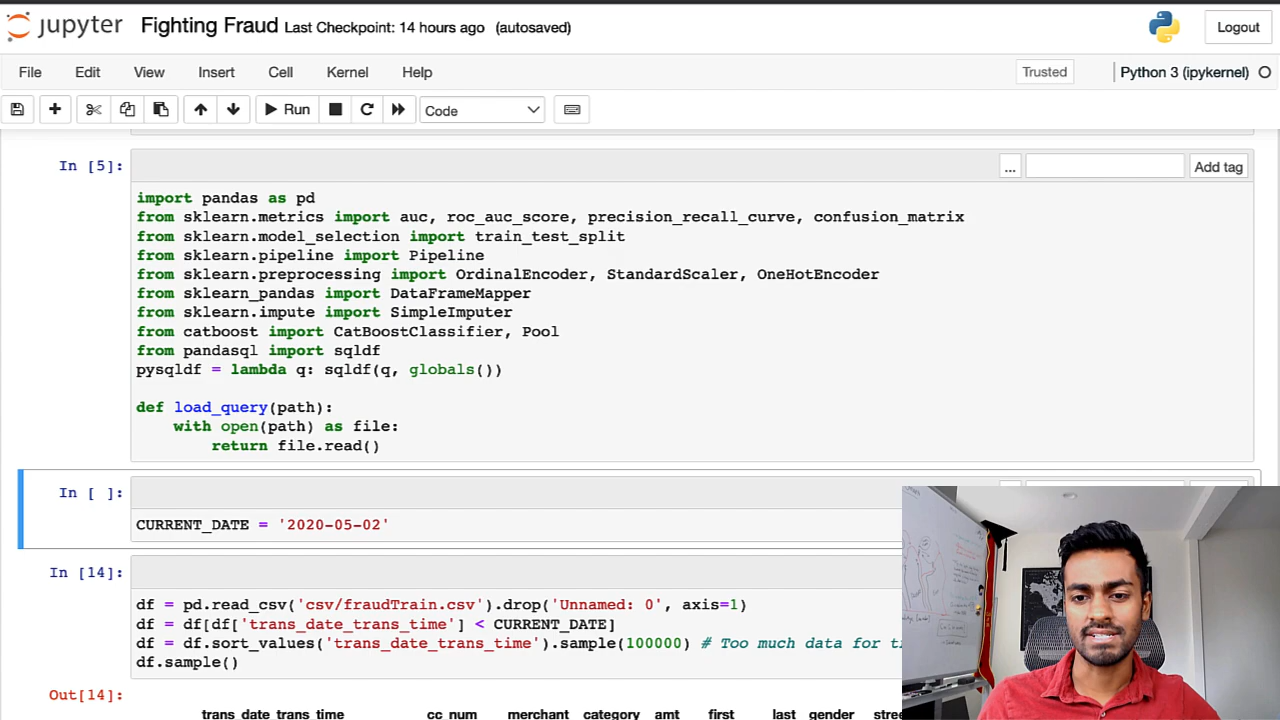 jupyter Fighting Fraud Last Checkpoint: 14 hours ago (autosaved) Logout
File Edit View Insert Cell Kernel Help Trusted Python 3 (ipykernel)
Run Code
In [5]: ... Add tag
import pandas as pd
from sklearn.metrics import auc, roc_auc_score, precision_recall_curve, confusion_matrix
from sklearn.model_selection import train_test_split
from sklearn.pipeline import Pipeline
from sklearn.preprocessing import OrdinalEncoder, StandardScaler, OneHotEncoder
from sklearn_pandas import DataFrameMapper
from sklearn.impute import SimpleImputer
from catboost import CatBoostClassifier, Pool
from pandasql import sqldf
pysqldf = lambda q: sqldf(q, globals())
def load_query(path):
with open(path) as file:
return file.read()
In [ ]:
CURRENT_DATE = '2020-05-02'
In [14]:
df = pd.read_csv('csv/fraudTrain.csv').drop('Unnamed: 0', axis=1)
df = df[df['trans_date_trans_time'] < CURRENT_DATE]
df = df.sort_values('trans_date_trans_time').sample(100000) # Too much data for
df.sample()
Out[14]:
trans_date_trans_time cc_num merchant category amt first last gender